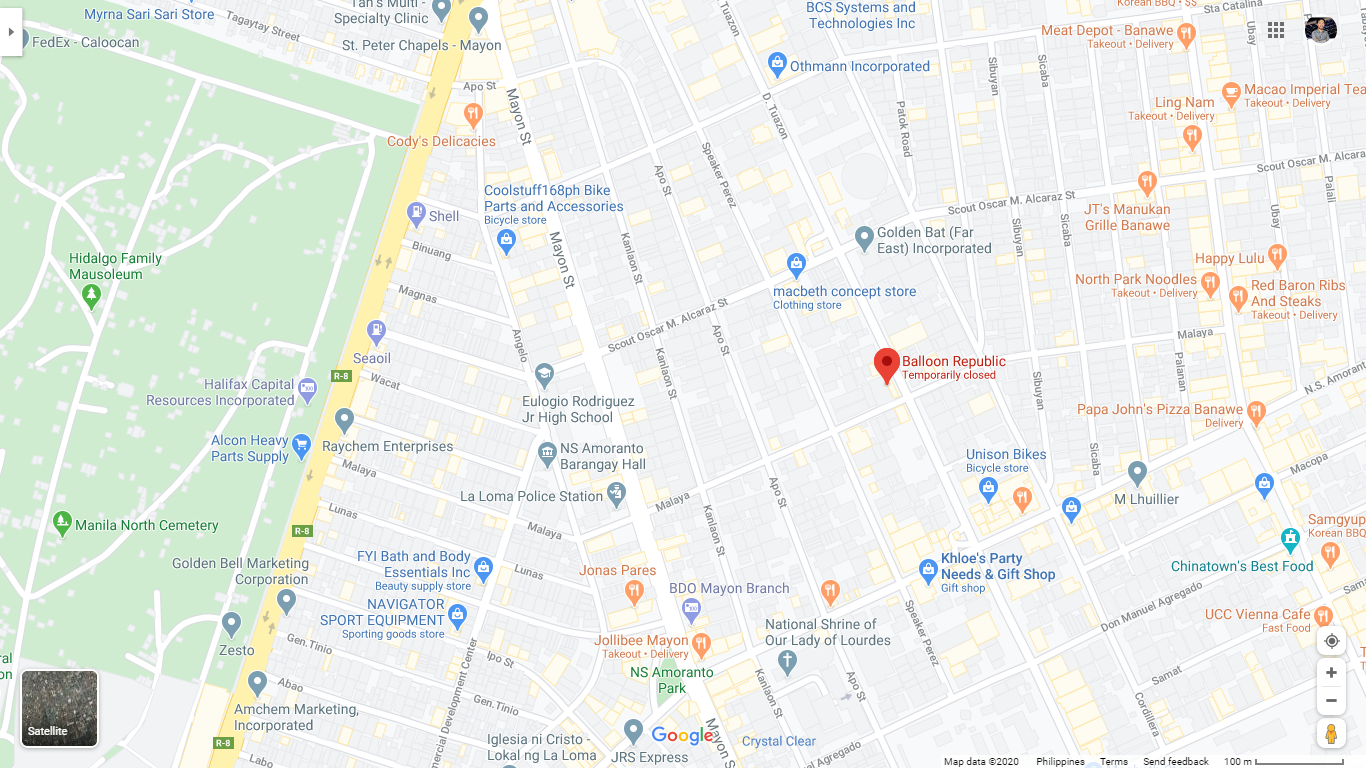 Myrna Sari Sari Store
Tagaytay Street
Tan's Multi -
Specialty Clinic
FedEx - Caloocan
St. Peter Chapels - Mayon
Apo St
Mayon St
Cody's Delicacies
Tuazon
BCS Systems and
Technologies Inc
Othmann Incorporated
D. Tuazon
Patok Road
Sibuyan
Sicaba
Korean BBQ • $$
Sta Catalina
Ubay
Meat Depot - Banawe
Takeout • Delivery
Macao Imperial Tea
Takeout • Delivery
Ling Nam
Takeout • Delivery
Scout Oscar M. Alcaraz
Palali
Ubay
Speaker Perez
Apo St
Coolstuff168ph Bike
Parts and Accessories
Bicycle store
Shell
Binuang
Kanlaon St
Mayon St
Hidalgo Family
Mausoleum
Scout Oscar M. Alcaraz St
JT's Manukan
Grille Banawe
Golden Bat (Far
East) Incorporated
Sibuyan
Sicaba
Happy Lulu
North Park Noodles
Takeout • Delivery
Red Baron Ribs
And Steaks
Takeout • Delivery
macbeth concept store
Clothing store
Magnas
Scout Oscar M. Alcaraz St
Apo St
Angelo
Seaoil
Kanlaon St
Malaya
Balloon Republic
Temporarily closed
R-8
Wacat
Halifax Capital
Resources Incorporated
Eulogio Rodriguez
Jr High School
Sibuyan
Palanan
N.S. Amorant
Papa John's Pizza Banawe
Delivery
Alcon Heavy
Parts Supply
Raychem Enterprises
NS Amoranto
Barangay Hall
Malaya
La Loma Police Station
Malaya
Apo St
Unison Bikes
Bicycle store
Sicaba
Macopa
M Lhuillier
Lunas
Malaya
Kanlaon St
Manila North Cemetery
R-8
Samgyup
Korean BBQ
Chinatown's Best Food
Golden Bell Marketing
Corporation
FYI Bath and Body
Essentials Inc
Beauty supply store
Lunas
Jonas Pares
BDO Mayon Branch
Khloe's Party
Needs & Gift Shop
Gift shop
Sama
Don Manuel Agregado
NAVIGATOR
SPORT EQUIPMENT
Sporting goods store
National Shrine of
Our Lady of Lourdes
Speaker Perez
UCC Vienna Cafe
Fast Food
Zesto
Gen.Tinio
Jollibee Mayon
Takeout • Delivery
Ipo St
NS Amoranto
Park
Kanlaon St
Apo St
Samat
Cordillera
Abao
Gen.Tinio
Amchem Marketing,
Incorporated
R-8
Labo
Iglesia ni Cristo -
Lokal ng La Loma
JRS Express
Google
Mayon St
Crystal Clear
Agregado
Satellite
Map data ©2020
Philippines
Terms
Send feedback
100 m